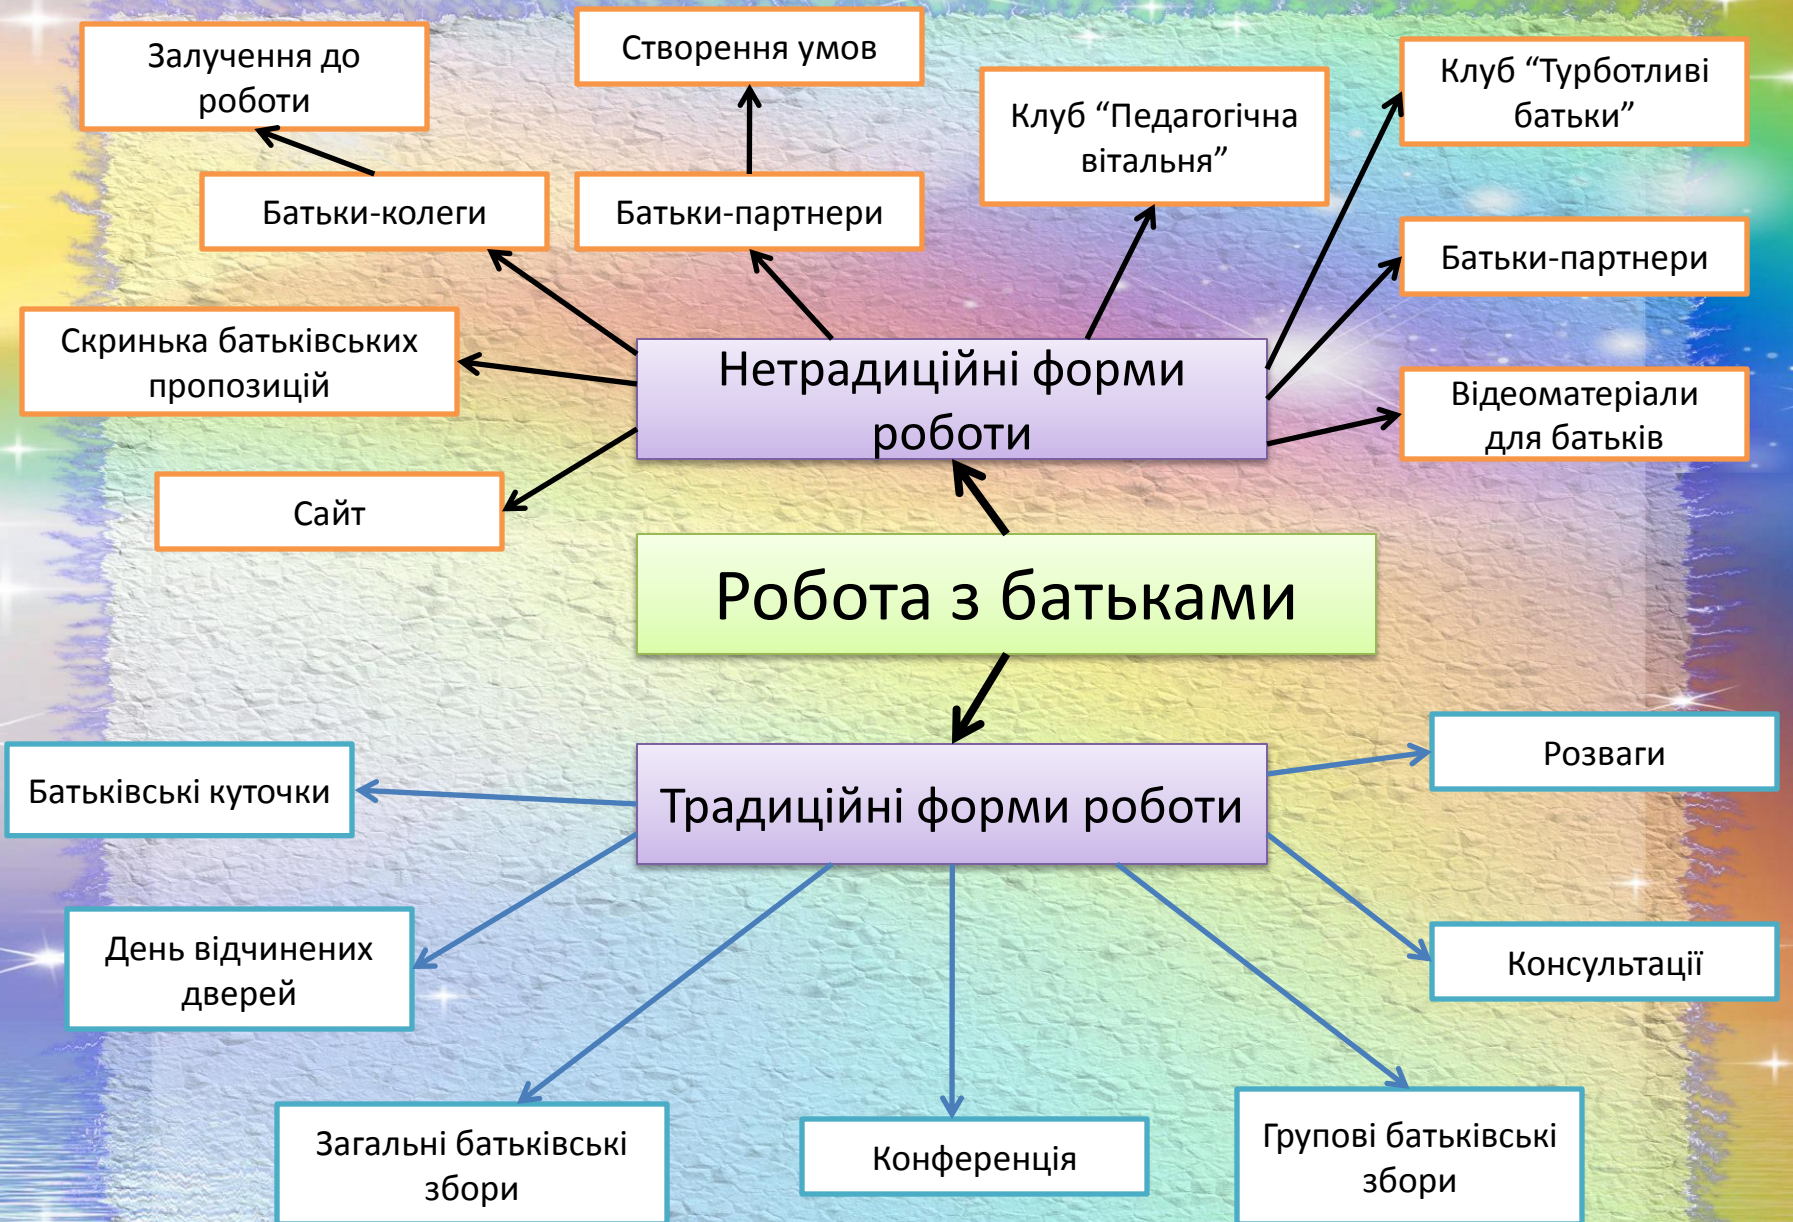 Залучення до
роботи
Створення умов
Клуб “Педагогічна
вітальня”
Клуб “Турботливі
батьки”
Батьки-колеги
Батьки-партнери
Батьки-партнери
Скринька батьківських
пропозицій
Нетрадиційні форми
роботи
Відеоматеріали
для батьків
Сайт
Робота з батьками
Батьківські куточки
Традиційні форми роботи
Розваги
День відчинених
дверей
Консультації
Загальні батьківські
збори
Конференція
Групові батьківські
збори